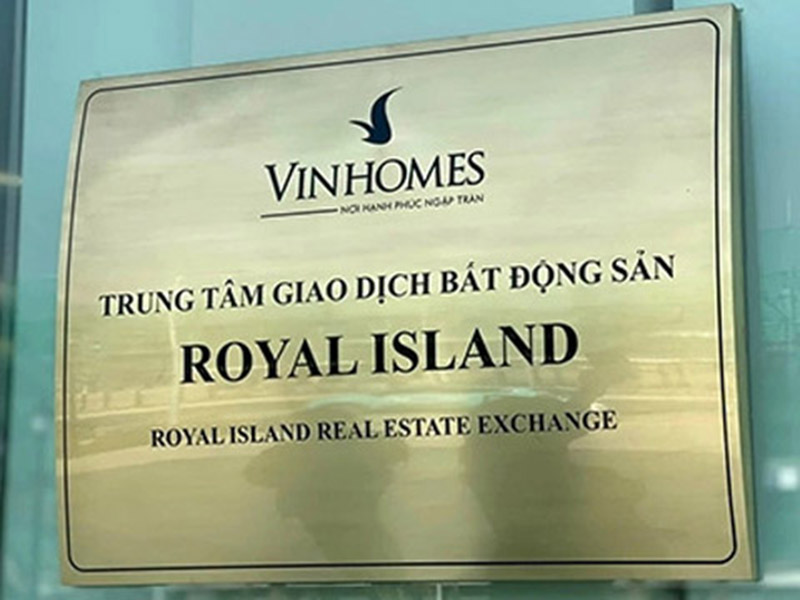 VINHOMES
NƠI HẠNH PHÚC NGẬP TRÀN
TRUNG TÂM GIAO DỊCH BẤT ĐỘNG SẢN
ROYAL ISLAND
ROYAL ISLAND REAL ESTATE EXCHANGE